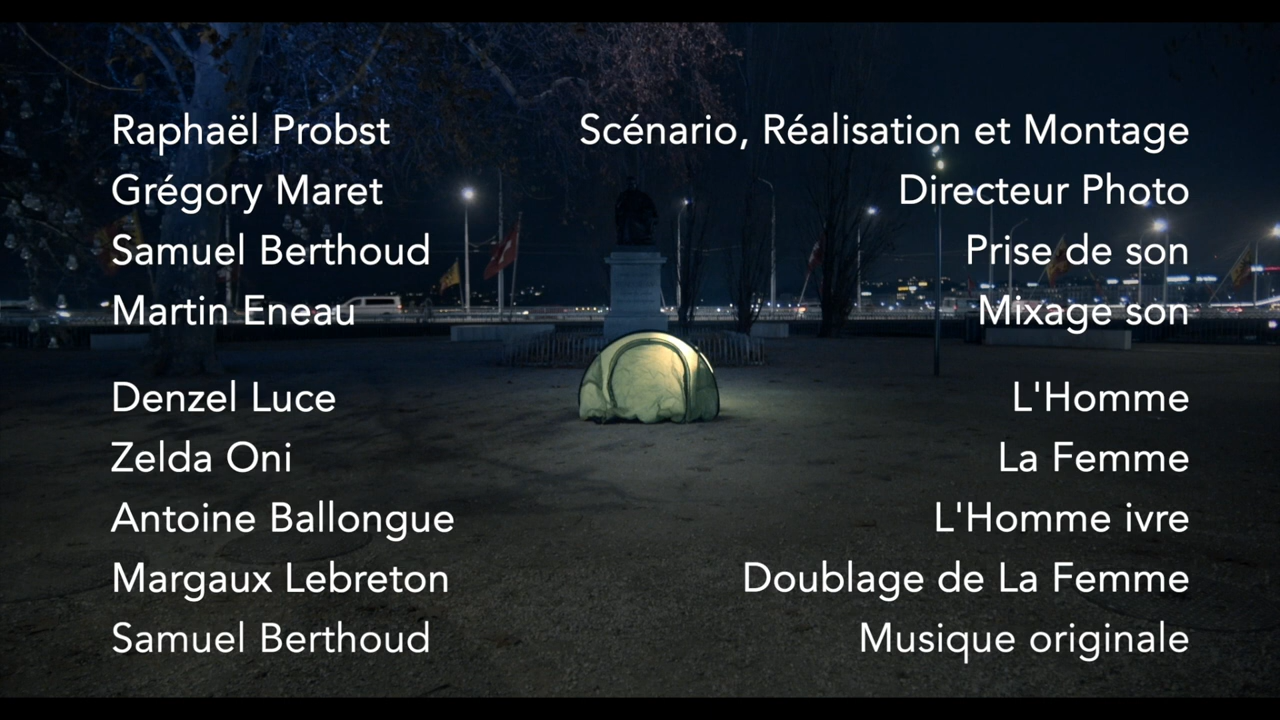 Raphaël Probst Scénario, Réalisation et Montage
Grégory Maret Directeur Photo
Samuel Berthoud Prise de son
Martin Eneau Mixage son
Denzel Luce L'Homme
Zelda Oni La Femme
Antoine Ballongue L'Homme ivre
Margaux Lebreton Doublage de La Femme
Samuel Berthoud Musique originale